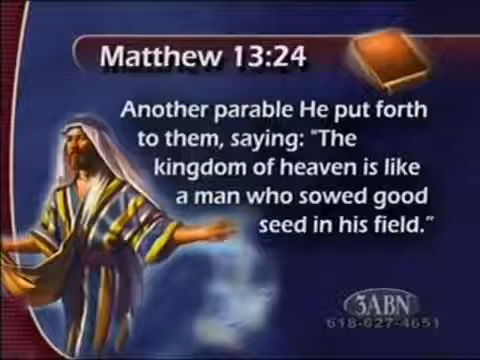 Matthew 13:24
Another parable He put forth
to them, saying: "The
kingdom of heaven is like
a man who sowed good
seed in his field."
3ABN
618-627-4651